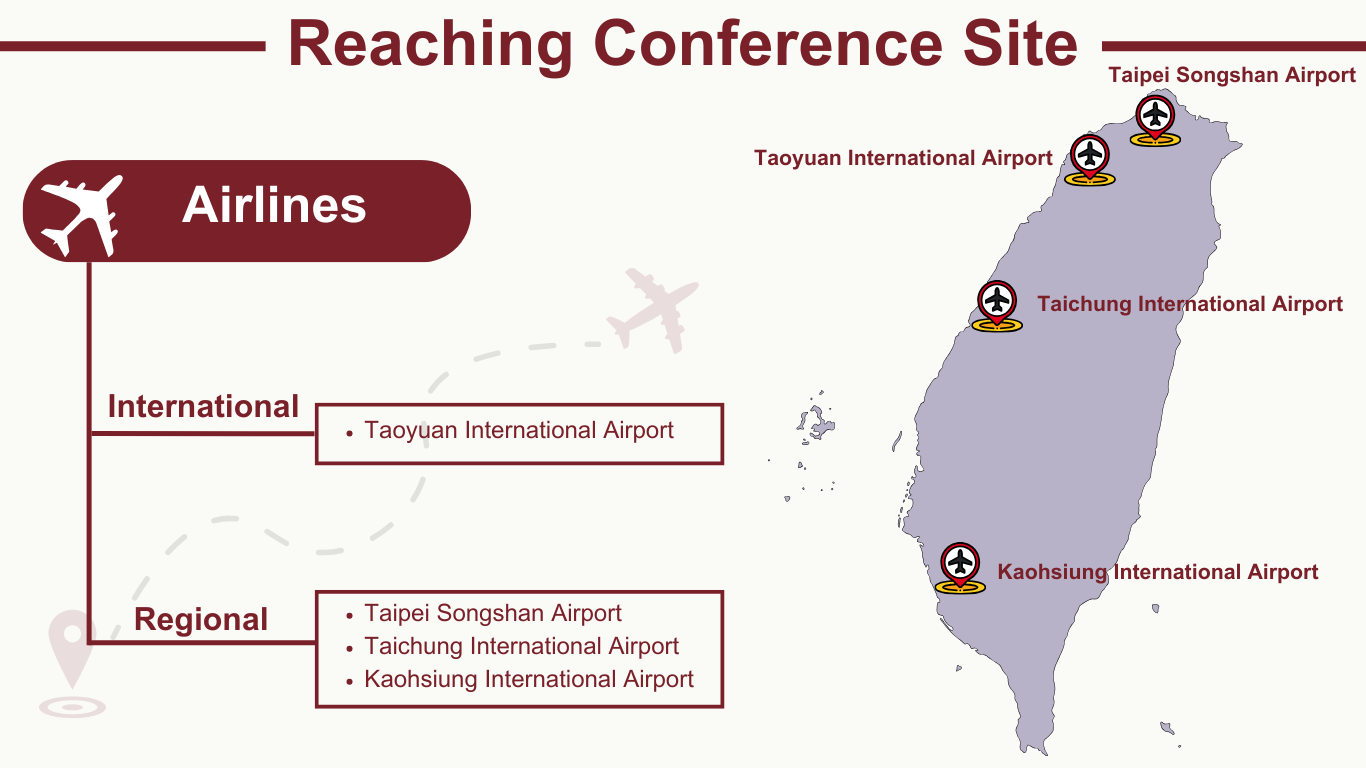 Reaching Conference Site
Taipei Songshan Airport
Taoyuan International Airport
Airlines
Taichung International Airport
International
• Taoyuan International Airport
Kaohsiung International Airport
Regional
• Taipei Songshan Airport
• Taichung International Airport
• Kaohsiung International Airport